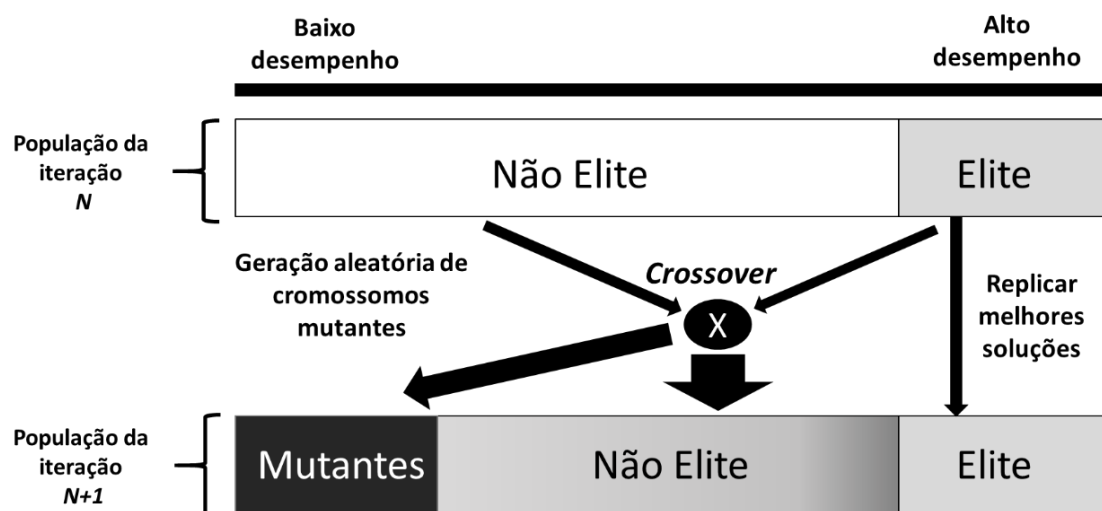 Baixo
desempenho
Alto
desempenho
População da
iteração
N
Não Elite
Elite
Geração aleatória de
cromossomos
mutantes
Crossover
X
Replicar
melhores
soluções
População da
iteração
N+1
Mutantes
Não Elite
Elite